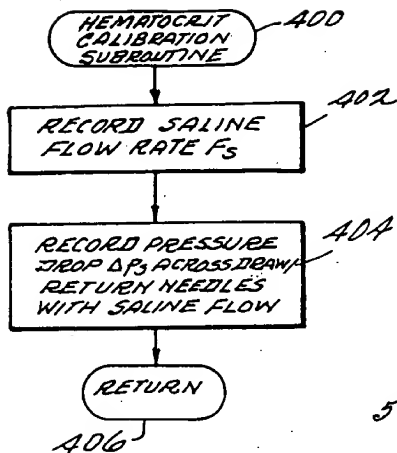 HEMATOCRIT
CALIBRATION
SUBROUTINE
400
402
RECORD SALINE
FLOW RATE FS
404
RECORD PRESSURE
DROP ΔPS ACROSS DRAW/
RETURN NEEDLES
WITH SALINE FLOW
RETURN
406
5